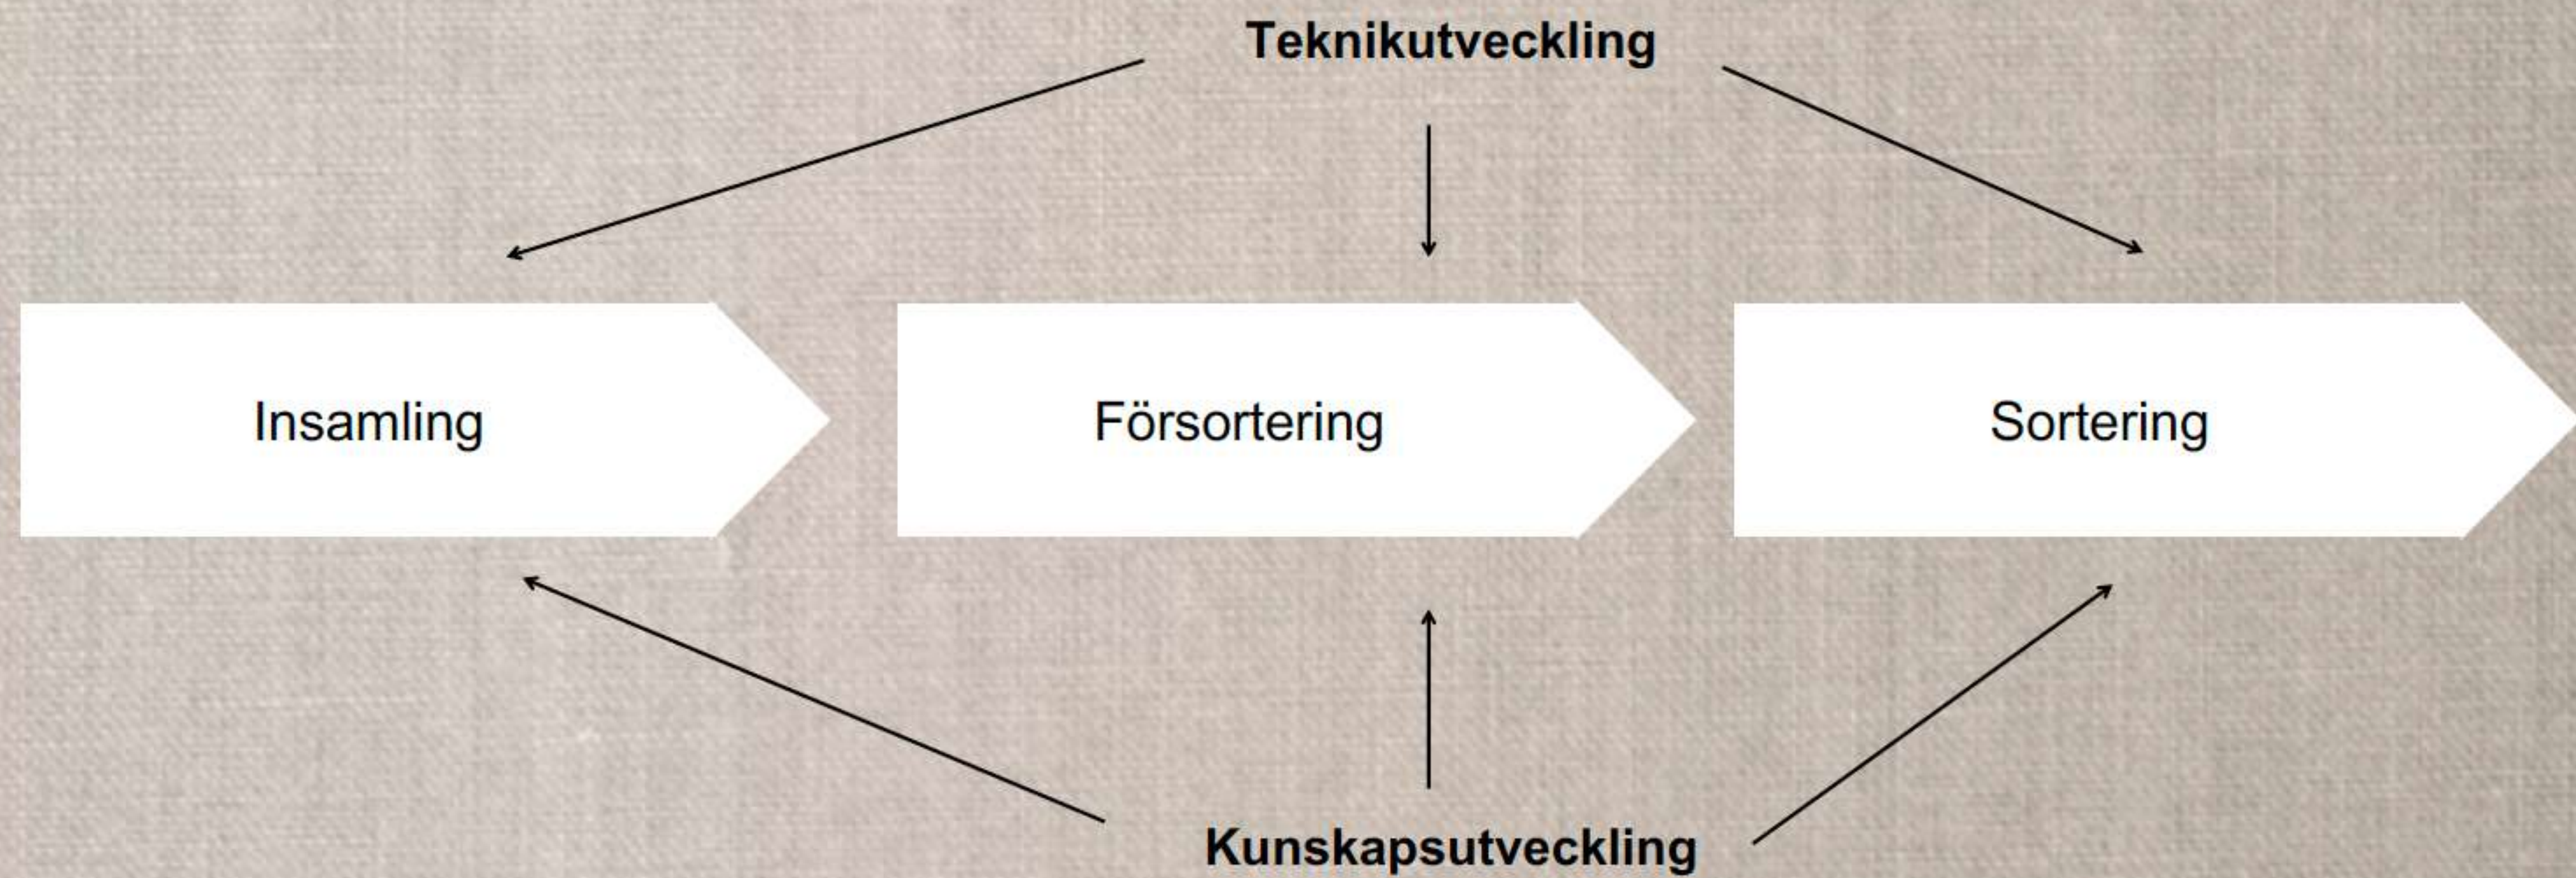 Teknikutveckling
Insamling
Försortering
Sortering
Kunskapsutveckling